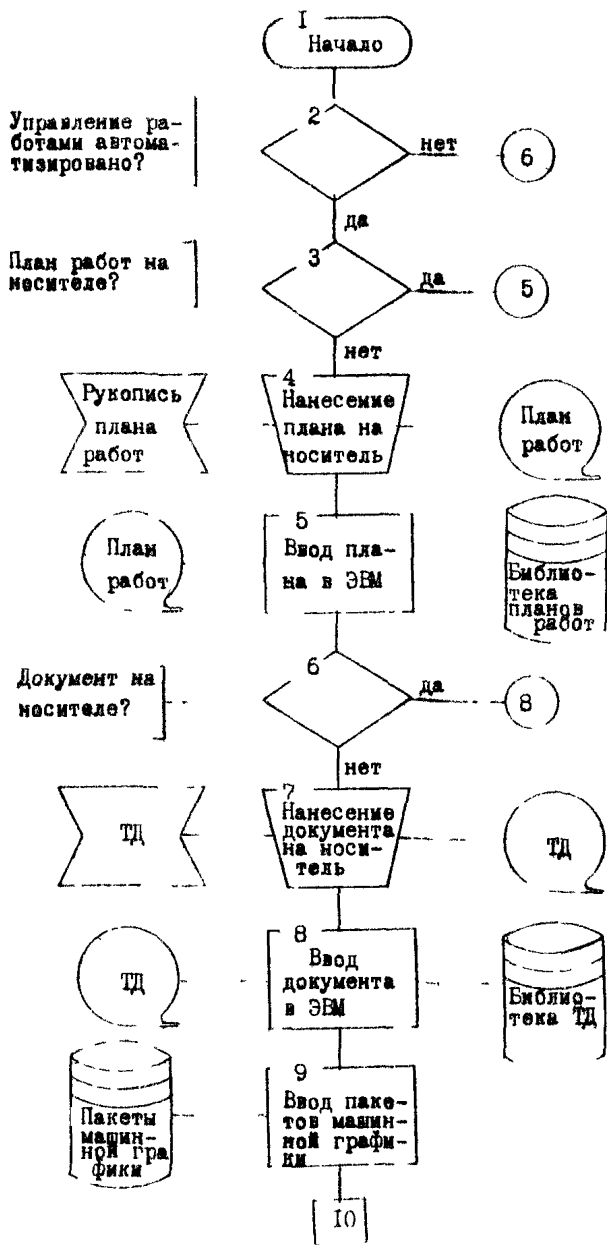 I
Начало
Управление ра-
ботами автома-
тизировано?
2
нет
6
да
План работ на
носителе?
3
да
5
нет
Рукопись
плана
работ
4
Нанесение
плана на
носитель
План
работ
План
работ
5
Ввод пла-
на в ЭВМ
Библио-
тека
планов
работ
Документ на
носителе?
6
да
8
нет
ТД
7
Нанесение
документа
на носи-
тель
ТД
ТД
8
Ввод
документа
в ЭВМ
Библио-
тека ТД
Пакеты
машин-
ной гра
фики
9
Ввод пакетов
тов машин-
ной графи-
ки
I0